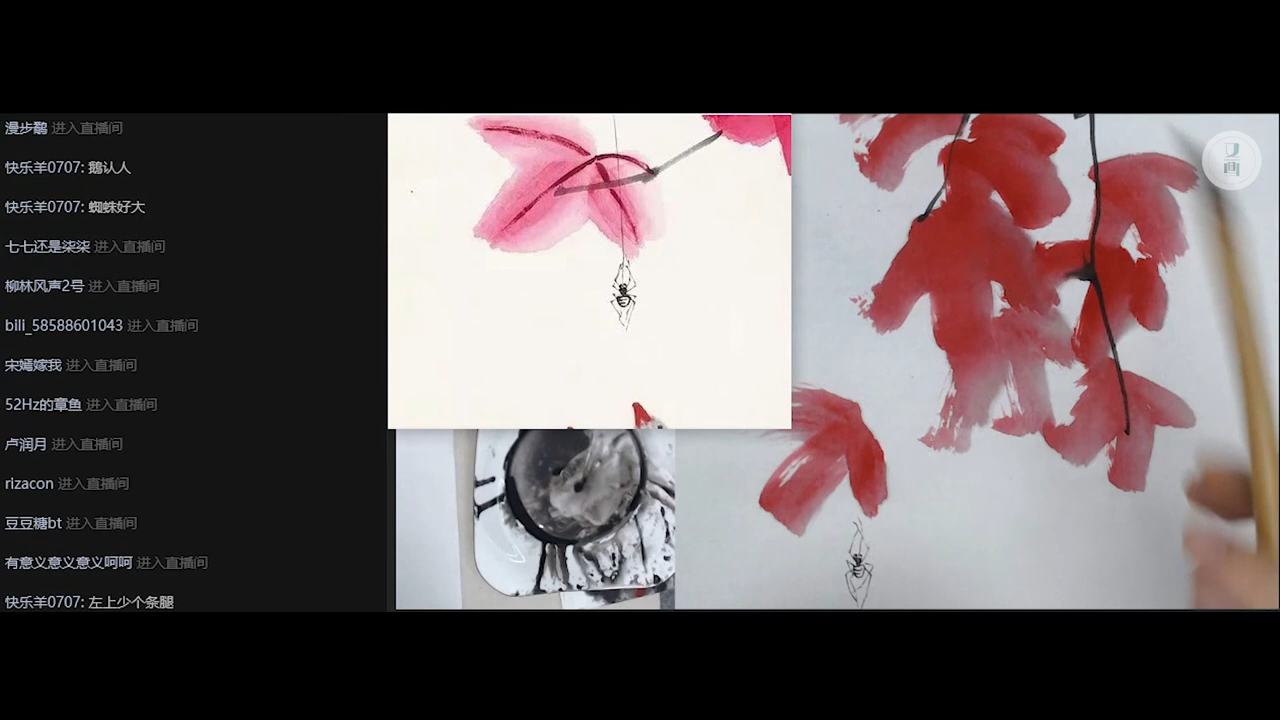 漫步鹬 进入直播间
快乐羊0707: 鹅认人
快乐羊0707: 蜘蛛好大
七七还是柒柒 进入直播间
柳林风声2号 进入直播间
bili_58588601043 进入直播间
宋嫣嫁我 进入直播间
52Hz的章鱼 进入直播间
卢润月 进入直播间
rizacon 进入直播间
豆豆糖bt 进入直播间
有意义意义意义呵呵 进入直播间
快乐羊0707: 左上少个条腿